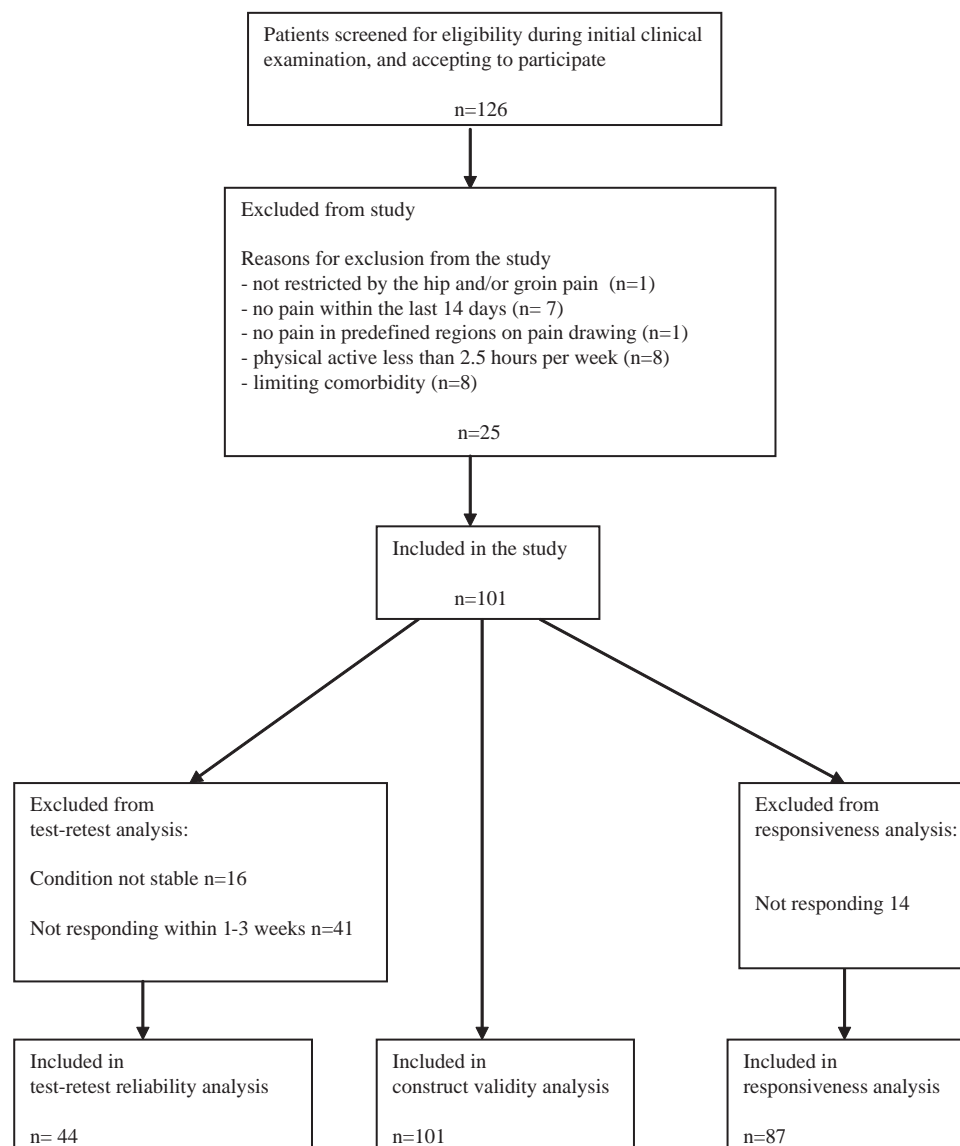 Patients screened for eligibility during initial clinical
examination, and accepting to participate
n=126
Excluded from study
Reasons for exclusion from the study
- not restricted by the hip and/or groin pain (n=1)
- no pain within the last 14 days (n= 7)
- no pain in predefined regions on pain drawing (n=1)
- physical active less than 2.5 hours per week (n=8)
- limiting comorbidity (n=8)
n=25
Included in the study
n=101
Excluded from
test-retest analysis:
Condition not stable n=16
Not responding within 1-3 weeks n=41
Excluded from
responsiveness analysis:
Not responding 14
Included in
test-retest reliability analysis
n= 44
Included in
construct validity analysis
n=101
Included in
responsiveness analysis
n=87